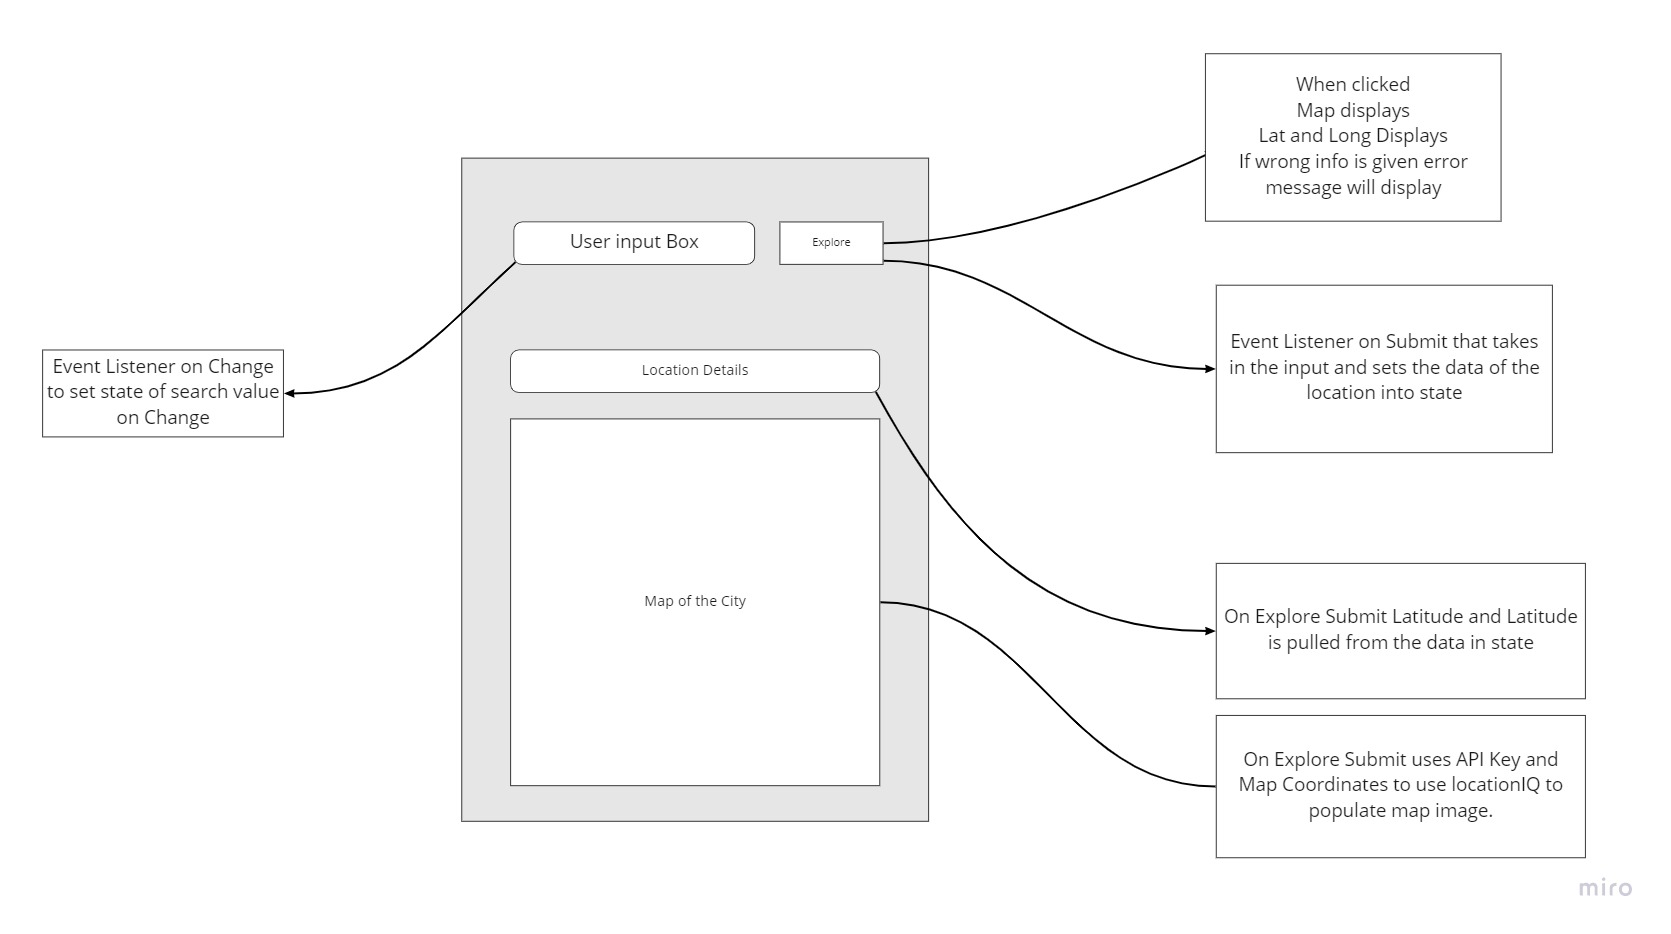 When clicked
Map displays
Lat and Long Displays
If wrong info is given error
message will display
User input Box
Explore
Event Listener on Submit that takes
in the input and sets the data of the
location into state
Event Listener on Change
to set state of search value
on Change
Location Details
Map of the City
On Explore Submit Latitude and Latitude
is pulled from the data in state
On Explore Submit uses API Key and
Map Coordinates to use locationIQ to
populate map image.
miro